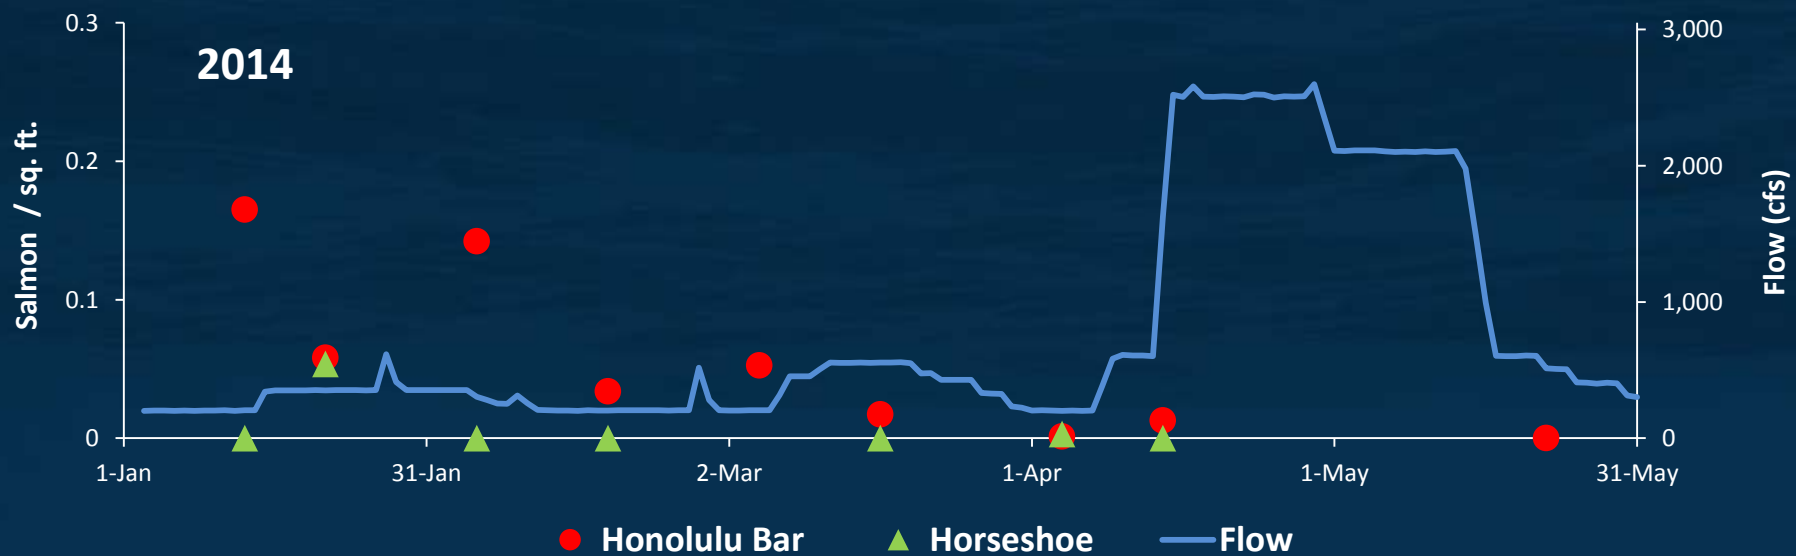 2014
Salmon / sq. ft.
0.3
0.2
0.1
0
3,000
2,000
1,000
0
Flow (cfs)
1-Jan 31-Jan 2-Mar 1-Apr 1-May 31-May
Honolulu Bar Horseshoe Flow